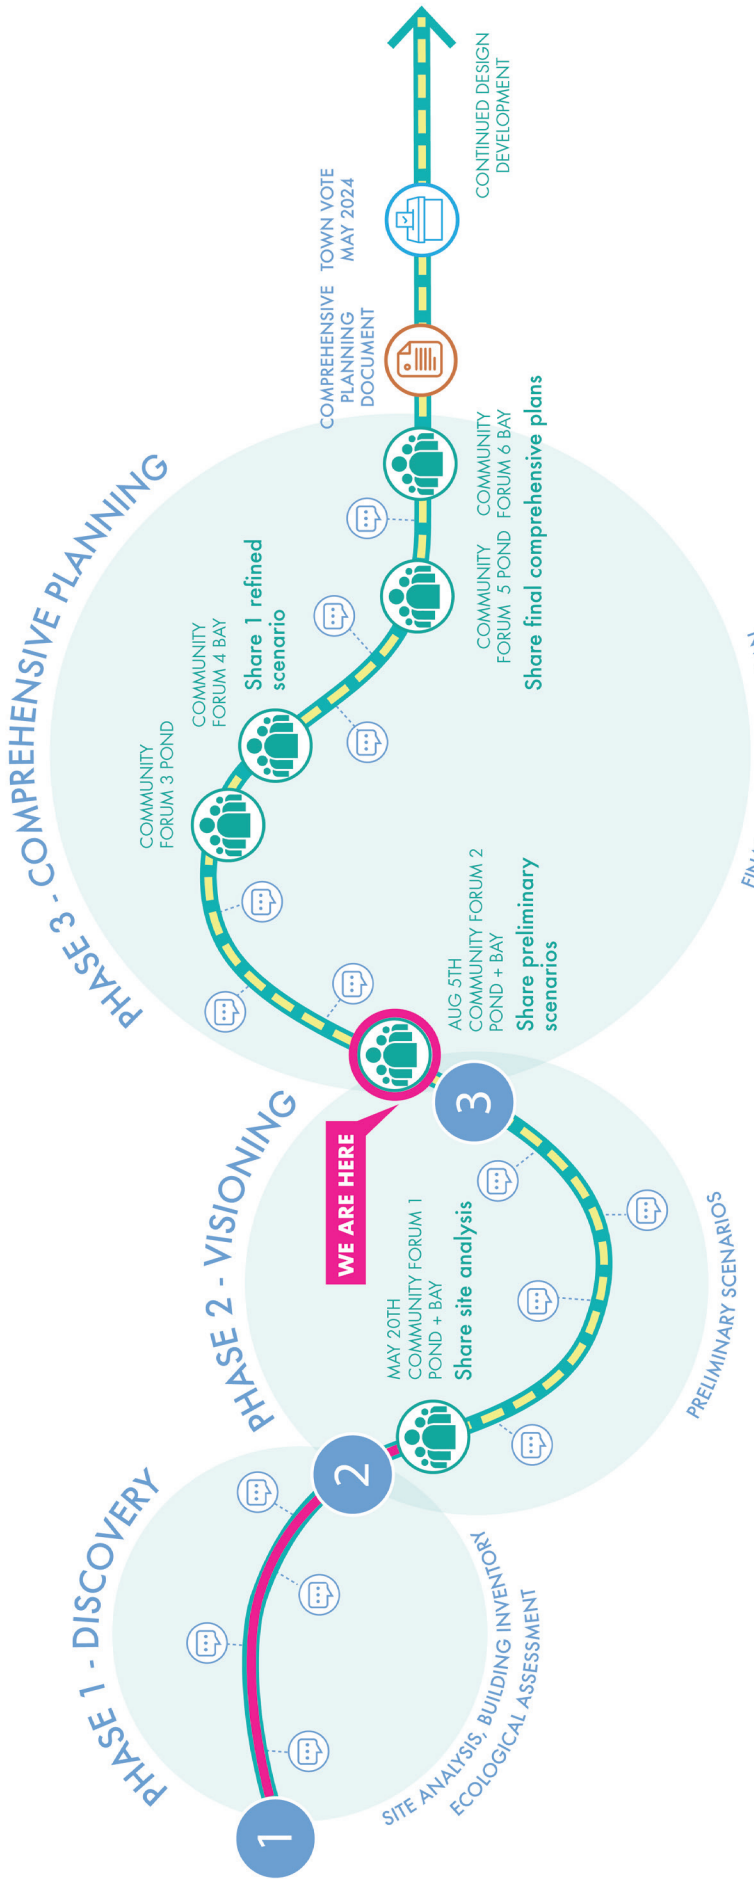 PHASE 1 - DISCOVERY
1
SITE ANALYSIS, BUILDING INVENTORY
ECOLOGICAL ASSESSMENT
PHASE 2 - VISIONING
2
MAY 20TH
COMMUNITY FORUM 1
POND + BAY
Share site analysis
PRELIMINARY SCENARIOS
WE ARE HERE
3
PHASE 3 - COMPREHENSIVE PLANNING
AUG 5TH
COMMUNITY FORUM 2
POND + BAY
Share preliminary
scenarios
COMMUNITY
FORUM 3 POND
COMMUNITY
FORUM 4 BAY
Share 1 refined
scenario
COMMUNITY
FORUM 5 POND
COMMUNITY
FORUM 6 BAY
Share final comprehensive plans
COMPREHENSIVE
PLANNING
DOCUMENT
TOWN VOTE
MAY 2024
CONTINUED DESIGN
DEVELOPMENT